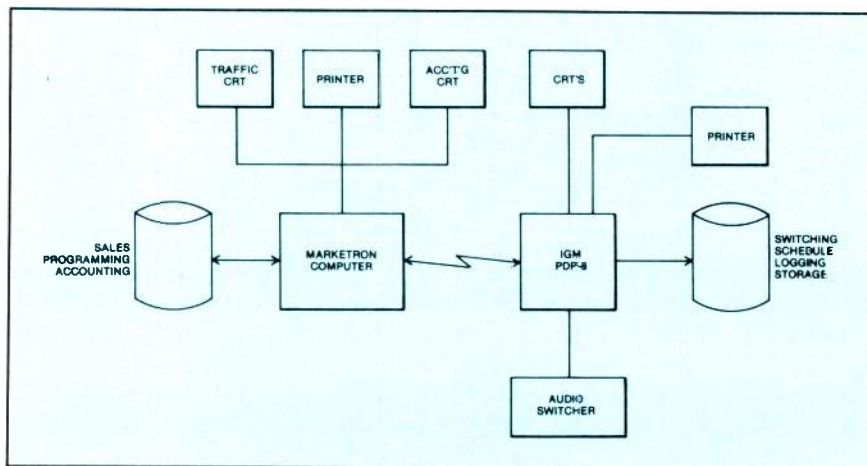 TRAFFIC
CRT
PRINTER
ACC'T'G
CRT
CRT'S
PRINTER
SALES
PROGRAMMING
ACCOUNTING
MARKETRON
COMPUTER
IGM
PDP-8
SWITCHING
SCHEDULE
LOGGING
STORAGE
AUDIO
SWITCHER